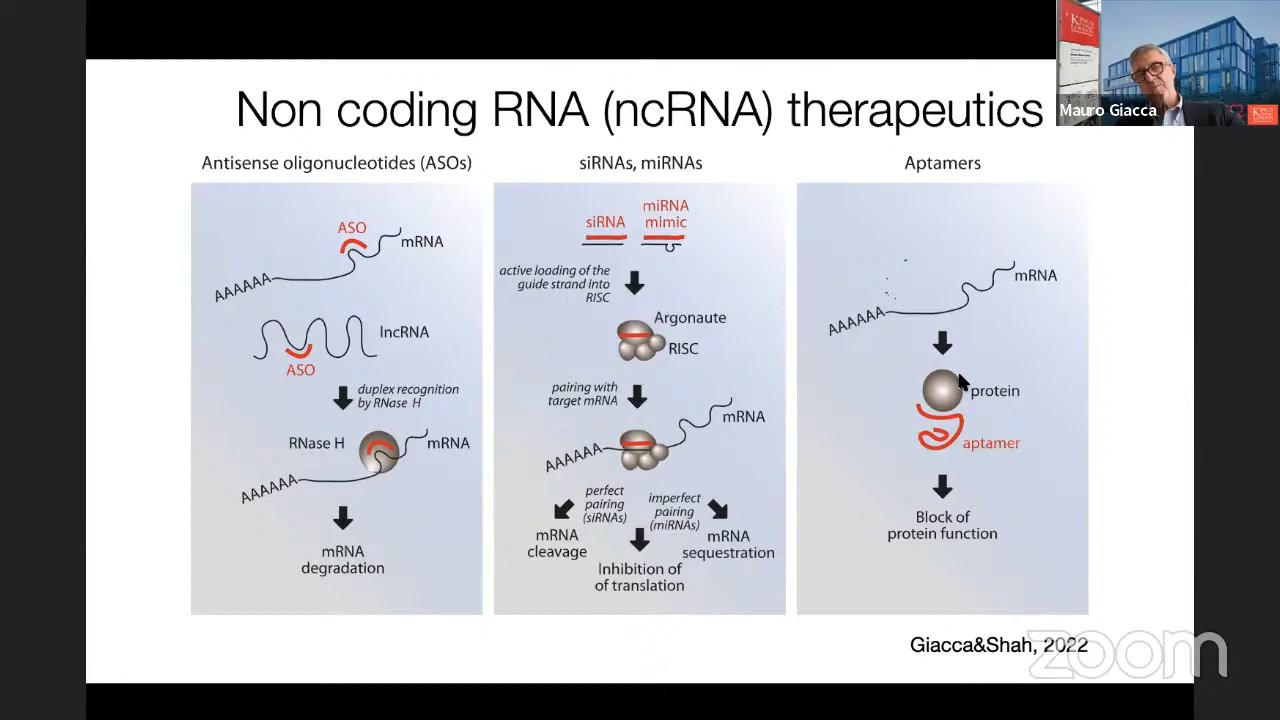 Non coding RNA (ncRNA) therapeutics
KING'S
LONDON
Mauro Giacca
Antisense oligonucleotides (ASOs)
ASO
mRNA
AAAAAA
lncRNA
ASO
duplex recognition
by RNase H
RNase H
mRNA
AAAAAA
mRNA
degradation
siRNAs, miRNAs
siRNA
miRNA
mimic
active loading of the
guide strand into
RISC
Argonaute
RISC
pairing with
target mRNA
mRNA
AAAAAA
perfect
pairing
(siRNAs)
imperfect
pairing
(miRNAs)
mRNA
cleavage
Inhibition of
of translation
mRNA
sequestration
Aptamers
mRNA
AAAAAA
protein
aptamer
Block of
protein function
Giacca&Shah, 2022
zoom